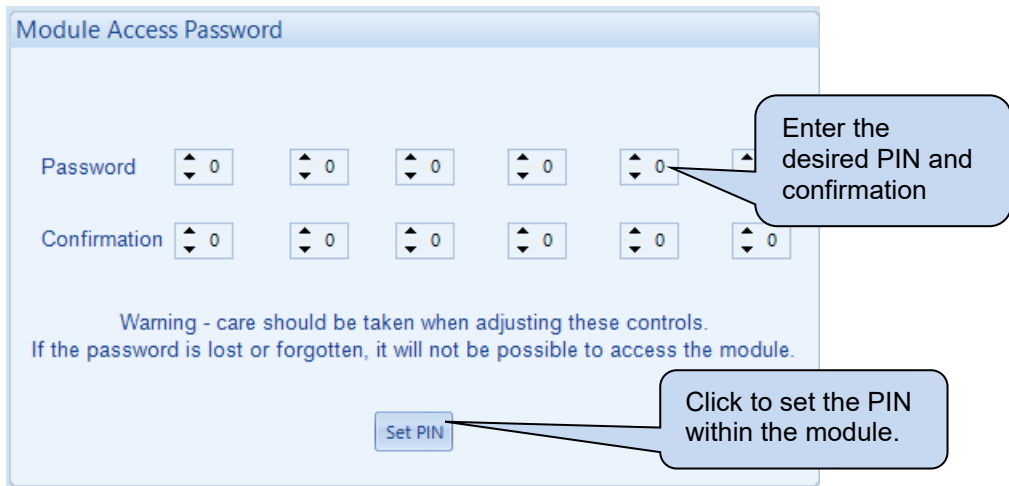 Module Access Password
Enter the
desired PIN and
confirmation
Password 0 0 0 0 0
Confirmation 0 0 0 0 0 0
Warning - care should be taken when adjusting these controls.
If the password is lost or forgotten, it will not be possible to access the module.
Click to set the PIN
within the module.
Set PIN